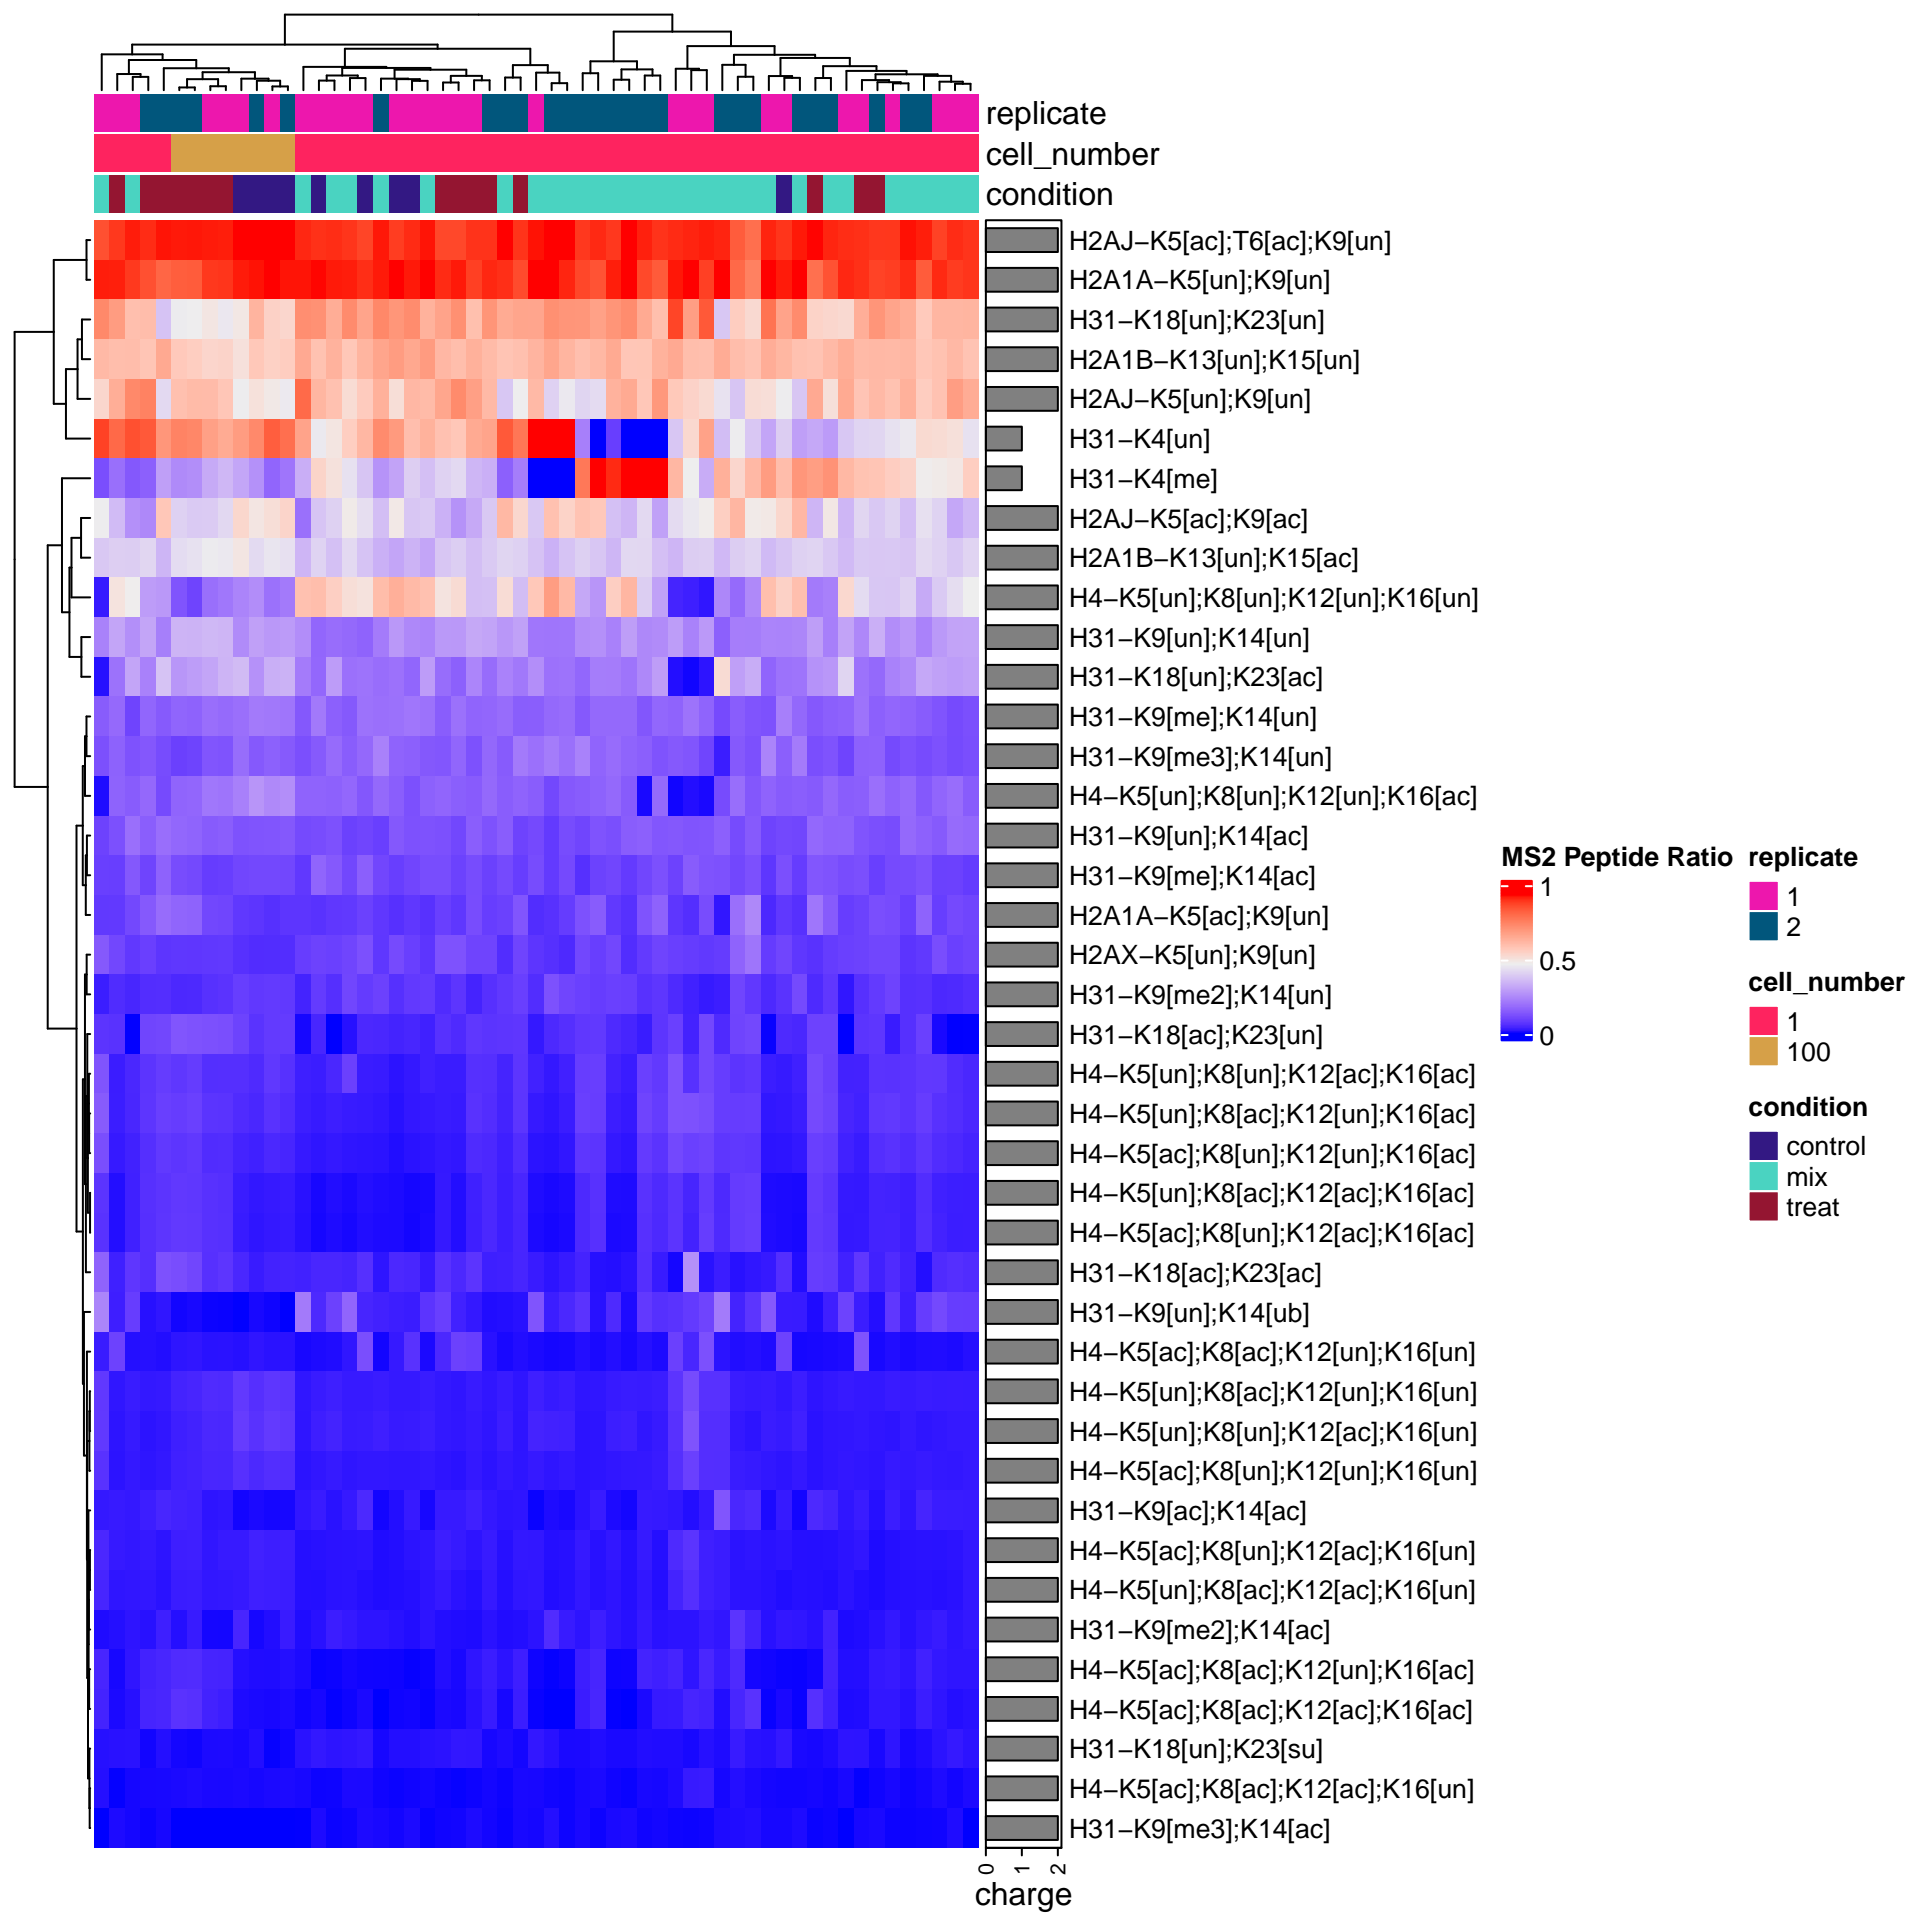 replicate
cell_number
condition
H2AJ−K5[ac];T6[ac];K9[un]
H2A1A−K5[un];K9[un]
H31−K18[un];K23[un]
H2A1B−K13[un];K15[un]
H2AJ−K5[un];K9[un]
H31−K4[un]
H31−K4[me]
H2AJ−K5[ac];K9[ac]
H2A1B−K13[un];K15[ac]
H4−K5[un];K8[un];K12[un];K16[un]
H31−K9[un];K14[un]
H31−K18[un];K23[ac]
H31−K9[me];K14[un]
H31−K9[me3];K14[un]
H4−K5[un];K8[un];K12[un];K16[ac]
H31−K9[un];K14[ac]
H31−K9[me];K14[ac]
H2A1A−K5[ac];K9[un]
H2AX−K5[un];K9[un]
H31−K9[me2];K14[un]
H31−K18[ac];K23[un]
H4−K5[un];K8[un];K12[ac];K16[ac]
H4−K5[un];K8[ac];K12[un];K16[ac]
H4−K5[ac];K8[un];K12[un];K16[ac]
H4−K5[un];K8[ac];K12[ac];K16[ac]
H4−K5[ac];K8[un];K12[ac];K16[ac]
H31−K18[ac];K23[ac]
H31−K9[un];K14[ub]
H4−K5[ac];K8[ac];K12[un];K16[un]
H4−K5[un];K8[ac];K12[un];K16[un]
H4−K5[un];K8[un];K12[ac];K16[un]
H4−K5[ac];K8[un];K12[un];K16[un]
H31−K9[ac];K14[ac]
H4−K5[ac];K8[un];K12[ac];K16[un]
H4−K5[un];K8[ac];K12[ac];K16[un]
H31−K9[me2];K14[ac]
H4−K5[ac];K8[ac];K12[un];K16[ac]
H4−K5[ac];K8[ac];K12[ac];K16[ac]
H31−K18[un];K23[su]
H4−K5[ac];K8[ac];K12[ac];K16[un]
H31−K9[me3];K14[ac]
0 1 2
charge
MS2 Peptide Ratio
1
0.5
0
replicate
1
2
cell_number
1
100
condition
control
mix
treat